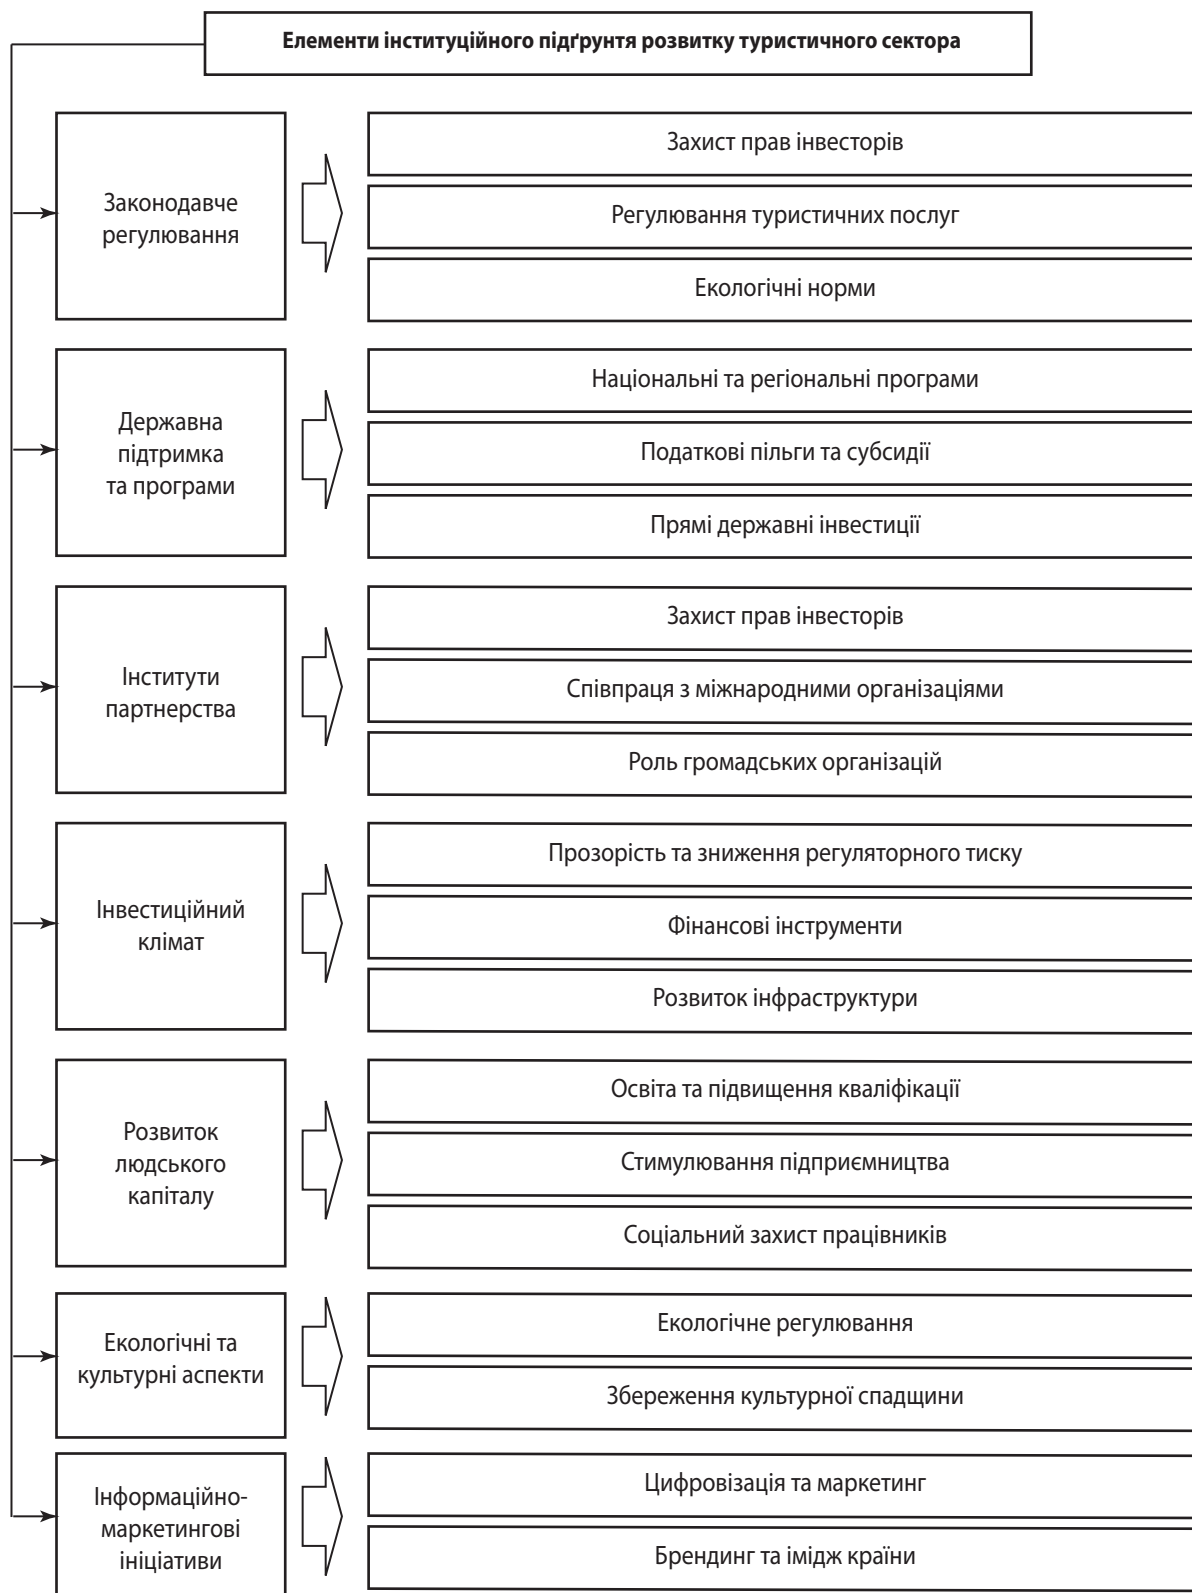 Елементи інституційного підґрунтя розвитку туристичного сектора
Законодавче
регулювання
Захист прав інвесторів
Регулювання туристичних послуг
Екологічні норми
Державна
підтримка
та програми
Національні та регіональні програми
Податкові пільги та субсидії
Прямі державні інвестиції
Інститути
партнерства
Захист прав інвесторів
Співпраця з міжнародними організаціями
Роль громадських організацій
Інвестиційний
клімат
Прозорість та зниження регуляторного тиску
Фінансові інструменти
Розвиток інфраструктури
Розвиток
людського
капіталу
Освіта та підвищення кваліфікації
Стимулювання підприємництва
Соціальний захист працівників
Екологічні та
культурні аспекти
Екологічне регулювання
Збереження культурної спадщини
Інформаційно-
маркетингові
ініціативи
Цифровізація та маркетинг
Брендинг та імідж країни